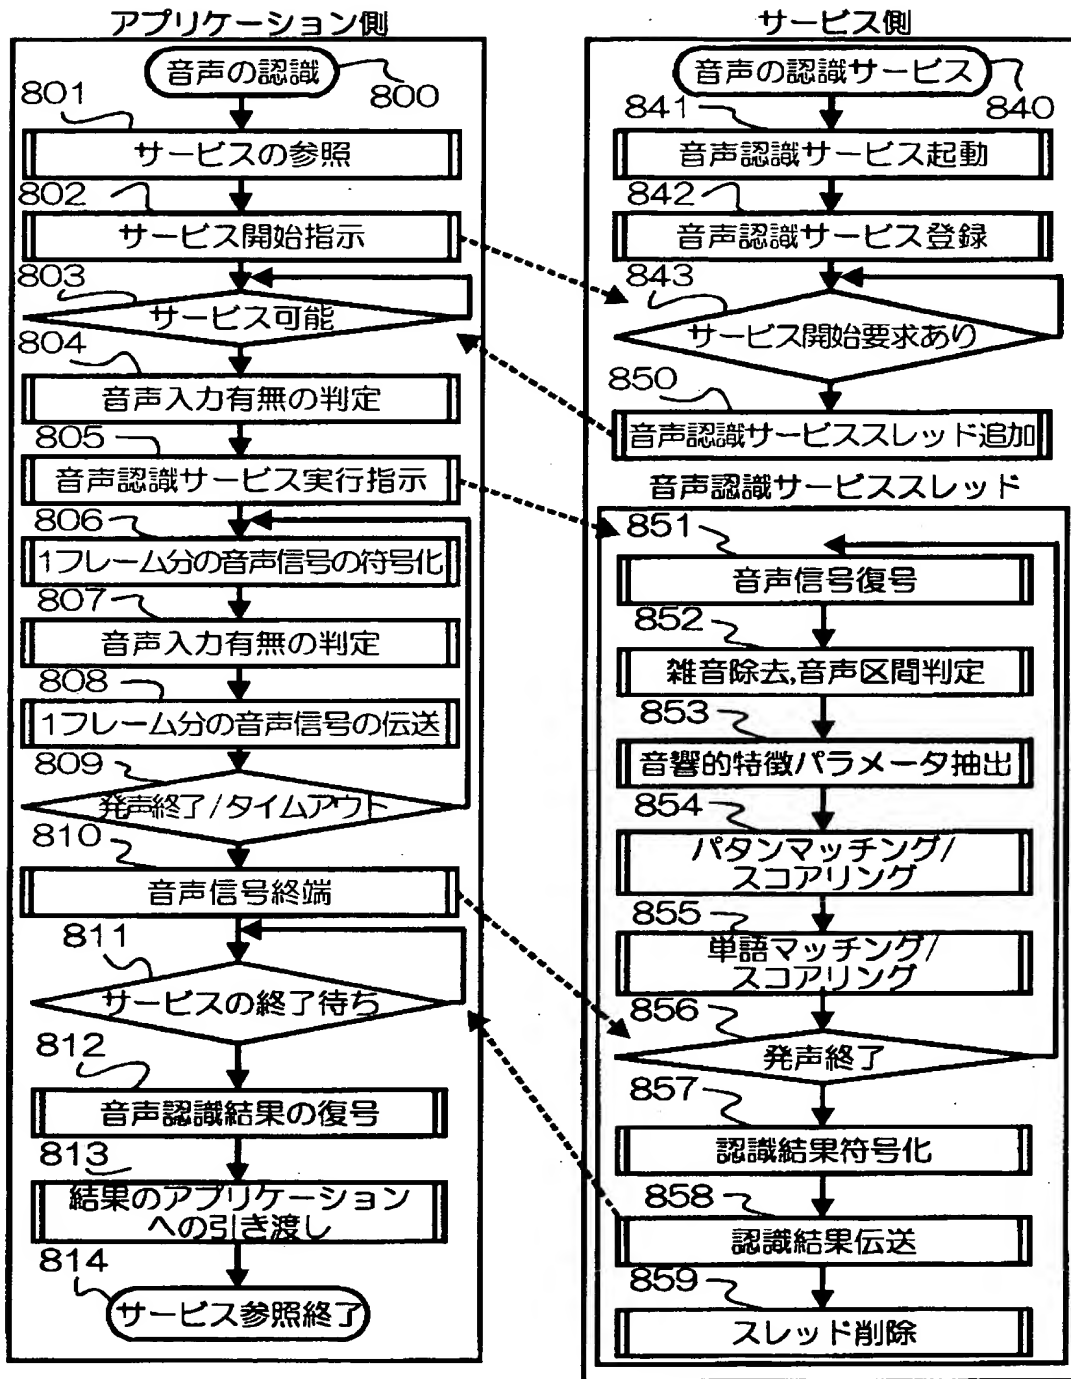 アプリケーション側
音声の認識
800
801
サービスの参照
802
サービス開始指示
803
サービス可能
804
音声入力有無の判定
805
音声認識サービス実行指示
806
1フレーム分の音声信号の符号化
807
音声入力有無の判定
808
1フレーム分の音声信号の伝送
809
発声終了/タイムアウト
810
音声信号終端
811
サービスの終了待ち
812
音声認識結果の復号
813
結果のアプリケーション
への引き渡し
814
サービス参照終了
サービス側
音声の認識サービス
840
841
音声認識サービス起動
842
音声認識サービス登録
843
サービス開始要求あり
850
音声認識サービススレッド追加
音声認識サービススレッド
851
音声信号復号
852
雑音除去,音声区間判定
853
音響的特徴パラメータ抽出
854
パタンマッチング/
スコアリング
855
単語マッチング/
スコアリング
856
発声終了
857
認識結果符号化
858
認識結果伝送
859
スレッド削除